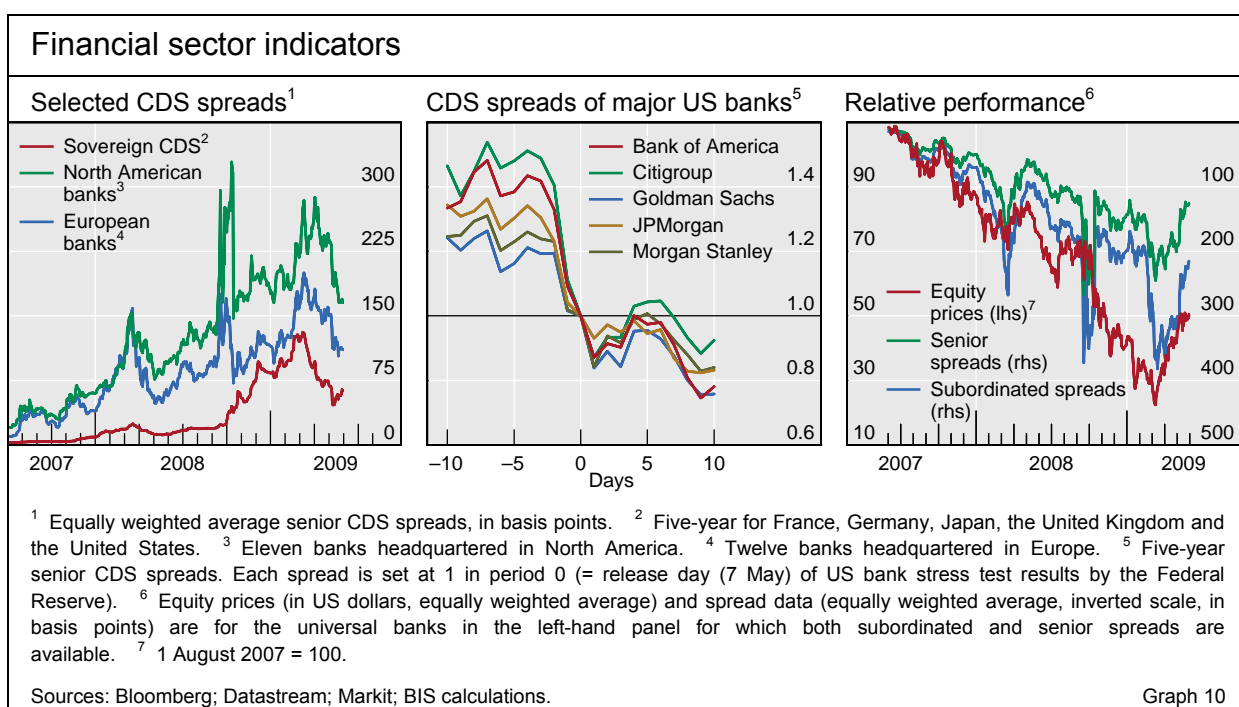 Financial sector indicators
Selected CDS spreads1
Sovereign CDS2
North American
banks3
European
banks4
300
225
150
75
0
2007 2008 2009
CDS spreads of major US banks5
Bank of America
Citigroup
Goldman Sachs
JPMorgan
Morgan Stanley
1.4
1.2
1.0
0.8
0.6
–10 –5 0 5 10
Days
Relative performance6
90
70
50
30
10
Equity
prices (lhs)7
Senior
spreads (rhs)
Subordinated spreads
(rhs)
100
200
300
400
500
2007 2008 2009
1 Equally weighted average senior CDS spreads, in basis points. 2 Five-year for France, Germany, Japan, the United Kingdom and
the United States. 3 Eleven banks headquartered in North America. 4 Twelve banks headquartered in Europe. 5 Five-year
senior CDS spreads. Each spread is set at 1 in period 0 (= release day (7 May) of US bank stress test results by the Federal
Reserve). 6 Equity prices (in US dollars, equally weighted average) and spread data (equally weighted average, inverted scale, in
basis points) are for the universal banks in the left-hand panel for which both subordinated and senior spreads are
available. 7 1 August 2007 = 100.
Sources: Bloomberg; Datastream; Markit; BIS calculations. Graph 10